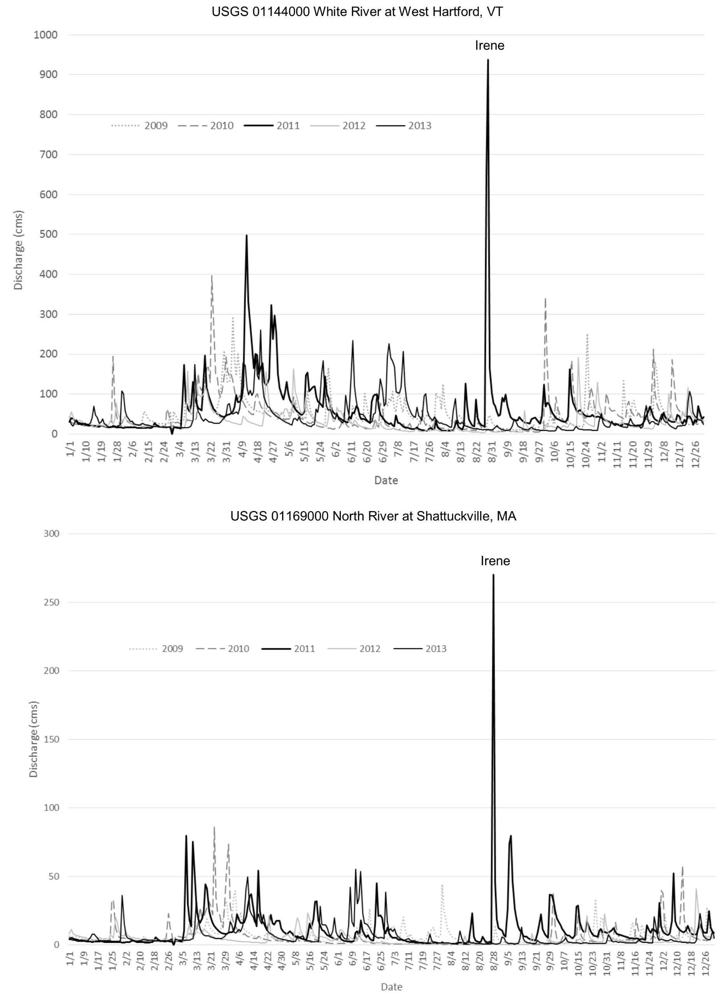 USGS 01144000 White River at West Hartford, VT
1000
900
800
700
600
500
400
300
200
100
0
Discharge (cms)
Irene
2009 2010 2011 2012 2013
1/1 1/10 1/19 1/28 2/6 2/15 2/24 3/4 3/13 3/22 3/31 4/9 4/18 4/27 5/6 5/15 5/24 6/2 6/11 6/20 6/29 7/8 7/17 7/26 8/4 8/13 8/22 8/31 9/9 9/18 9/27 10/6 10/15 10/24 11/2 11/11 11/20 11/29 12/8 12/17 12/26
Date
USGS 01169000 North River at Shattuckville, MA
300
250
200
150
100
50
0
Discharge (cms)
Irene
2009 2010 2011 2012 2013
1/1 1/9 1/17 1/25 2/2 2/10 2/18 2/26 3/5 3/13 3/21 3/29 4/6 4/14 4/22 4/30 5/8 5/16 5/24 6/1 6/9 6/17 6/25 7/3 7/11 7/19 7/27 8/4 8/12 8/20 8/28 9/5 9/13 9/21 9/29 10/7 10/15 10/23 10/31 11/8 11/16 11/24 12/2 12/10 12/18 12/26
Date